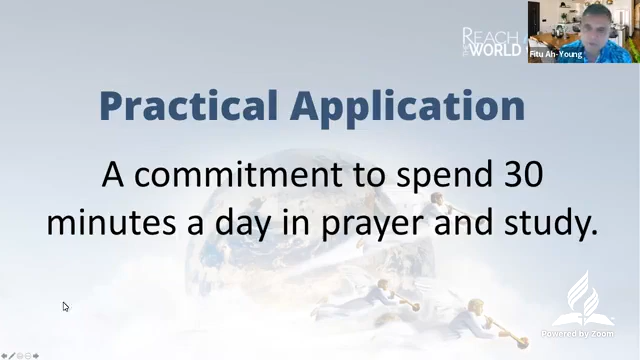 REACH
THE WORLD
Fitu Ah-Young
Practical Application
A commitment to spend 30
minutes a day in prayer and study.
Powered by Zoom